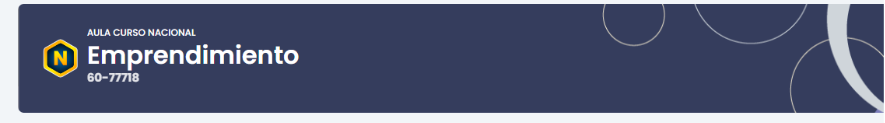 AULA CURSO NACIONAL
N
Emprendimiento
60-77718